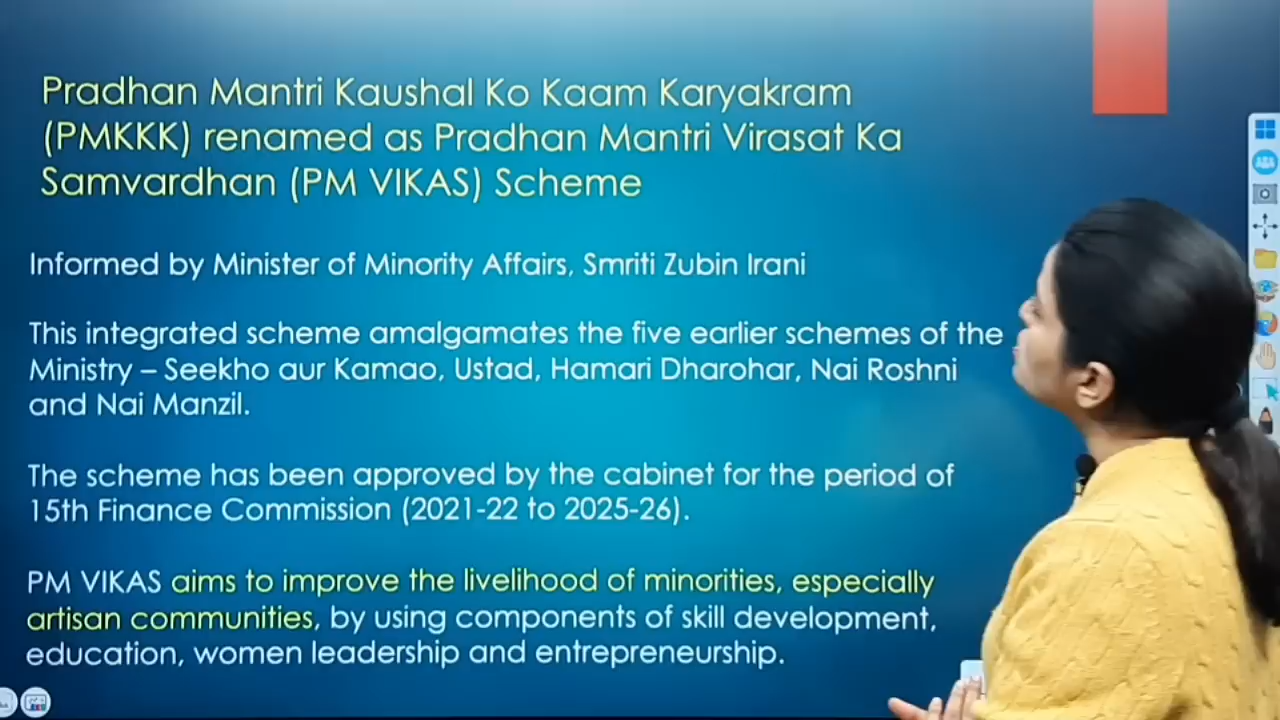 Pradhan Mantri Kaushal Ko Kaam Karyakram
(PMKKK) renamed as Pradhan Mantri Virasat Ka
Samvardhan (PM VIKAS) Scheme
Informed by Minister of Minority Affairs, Smriti Zubin Irani
This integrated scheme amalgamates the five earlier schemes of the
Ministry – Seekho aur Kamao, Ustad, Hamari Dharohar, Nai Roshni
and Nai Manzil.
The scheme has been approved by the cabinet for the period of
15th Finance Commission (2021-22 to 2025-26).
PM VIKAS aims to improve the livelihood of minorities, especially
artisan communities, by using components of skill development,
education, women leadership and entrepreneurship.